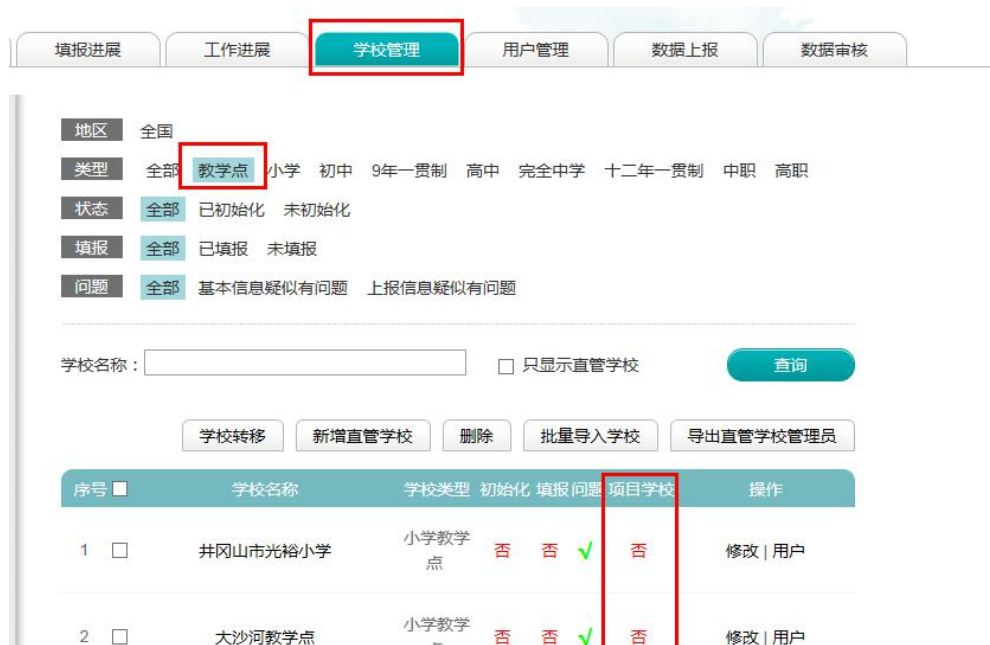 填报进展 工作进展 学校管理 用户管理 数据上报 数据审核
地区 全国
类型 全部 教学点 小学 初中 9年一贯制 高中 完全中学 十二年一贯制 中职 高职
状态 全部 已初始化 未初始化
填报 全部 已填报 未填报
问题 全部 基本信息疑似有问题 上报信息疑似有问题
学校名称： 只显示直管学校 查询
学校转移 新增直管学校 删除 批量导入学校 导出直管学校管理员
序号 学校名称 学校类型 初始化 填报 问题 项目学校 操作
1 井冈山市光裕小学 小学教学点 否 否 √ 否 修改 | 用户
2 大沙河教学点 小学教学 否 否 √ 否 修改 | 用户